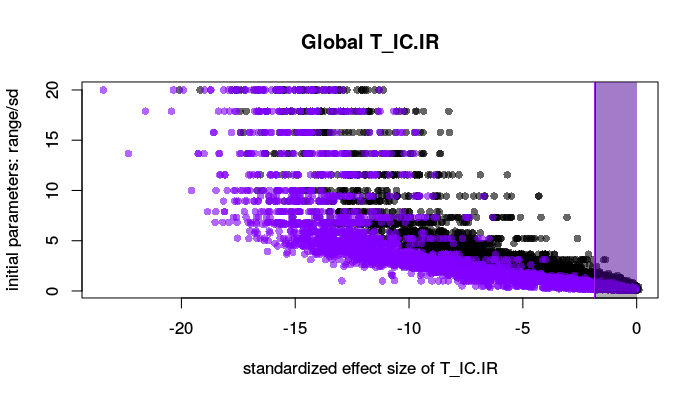 Global T_IC.IR
initial parameters: range/sd
20
15
10
5
0
-20 -15 -10 -5 0
standardized effect size of T_IC.IR